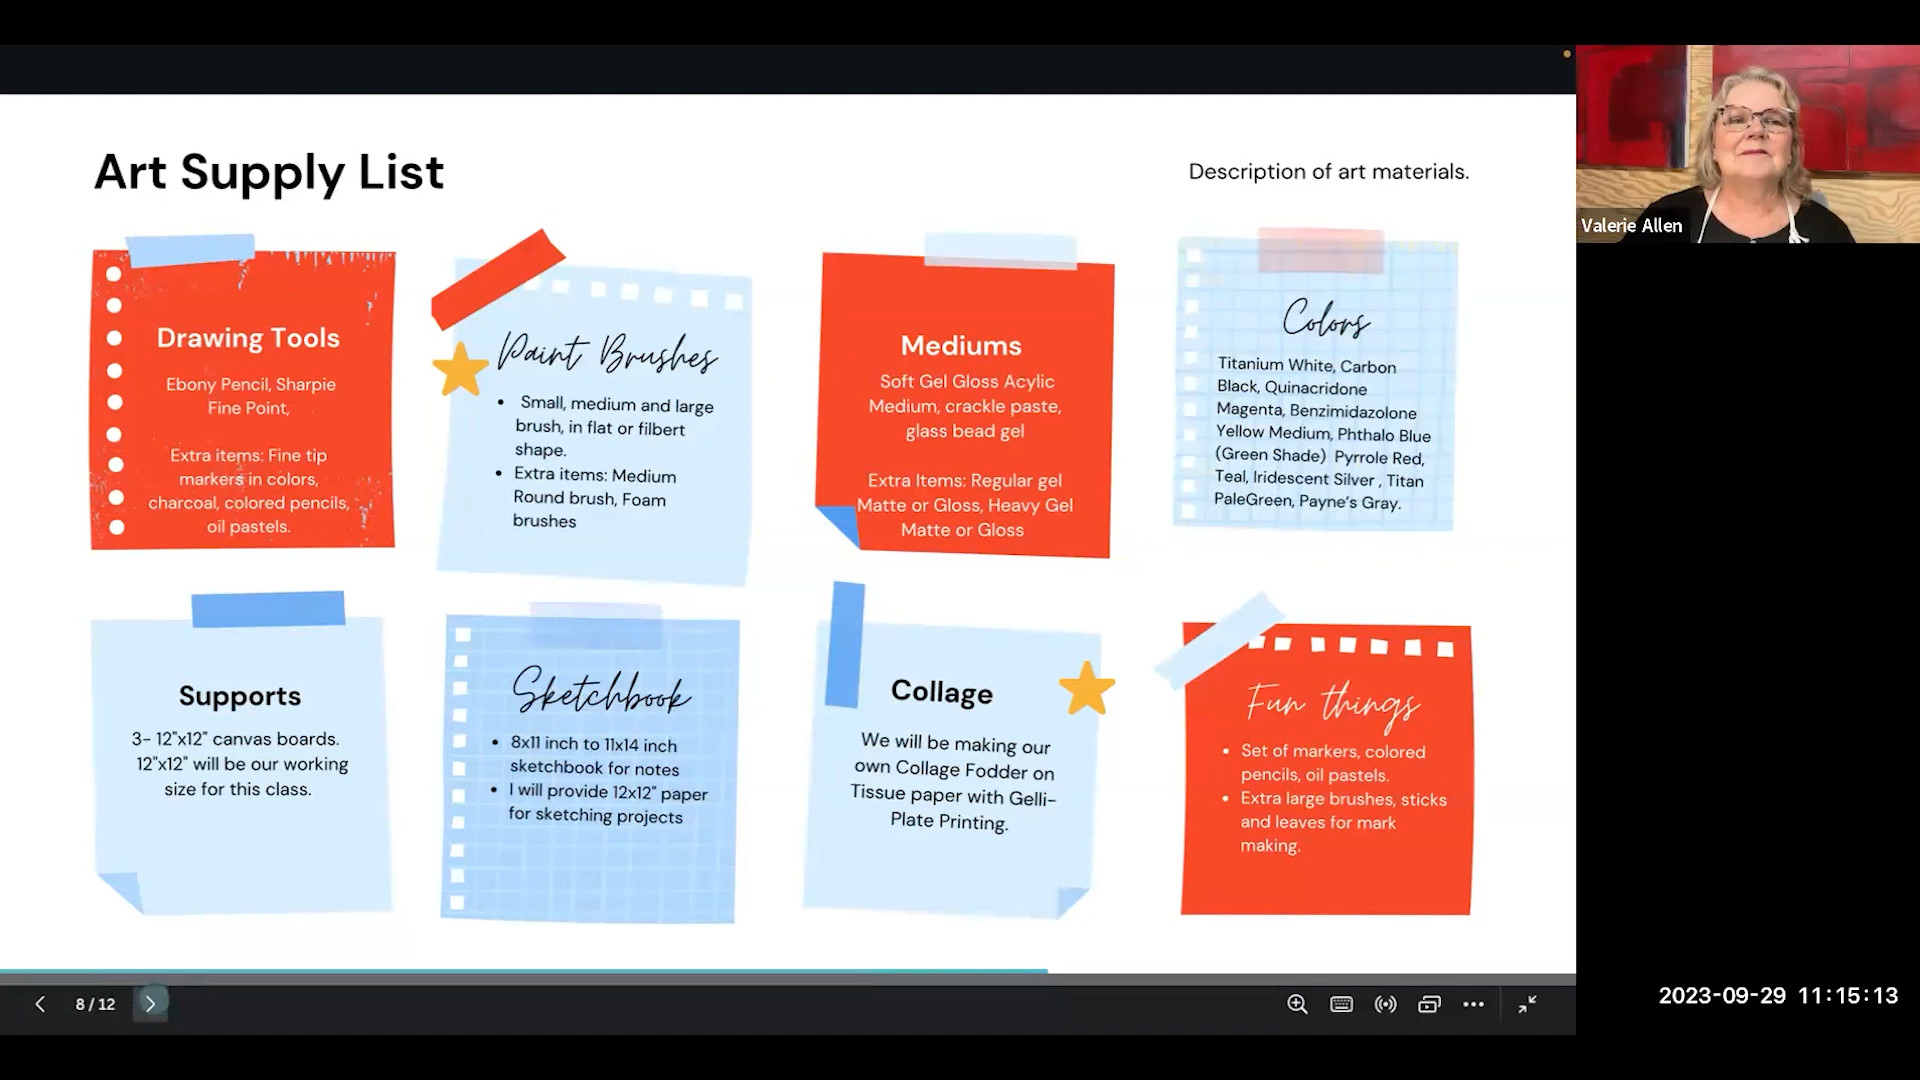 Art Supply List
Description of art materials.
Drawing Tools
Ebony Pencil, Sharpie
Fine Point,
Extra items: Fine tip
markers in colors,
charcoal, colored pencils,
oil pastels.
Paint Brushes
• Small, medium and large
brush, in flat or filbert
shape.
• Extra items: Medium
Round brush, Foam
brushes
Mediums
Soft Gel Gloss Acylic
Medium, crackle paste,
glass bead gel
Extra Items: Regular gel
Matte or Gloss, Heavy Gel
Matte or Gloss
Colors
Titanium White, Carbon
Black, Quinacridone
Magenta, Benzimidazolone
Yellow Medium, Phthalo Blue
(Green Shade) Pyrrole Red,
Teal, Iridescent Silver , Titan
PaleGreen, Payne's Gray.
Supports
3- 12"x12" canvas boards.
12"x12" will be our working
size for this class.
Sketchbook
• 8x11 inch to 11x14 inch
sketchbook for notes
• I will provide 12x12" paper
for sketching projects
Collage
We will be making our
own Collage Fodder on
Tissue paper with Gelli-
Plate Printing.
Fun things
• Set of markers, colored
pencils, oil pastels.
• Extra large brushes, sticks
and leaves for mark
making.
Valerie Allen
8 / 12
2023-09-29 11:15:13